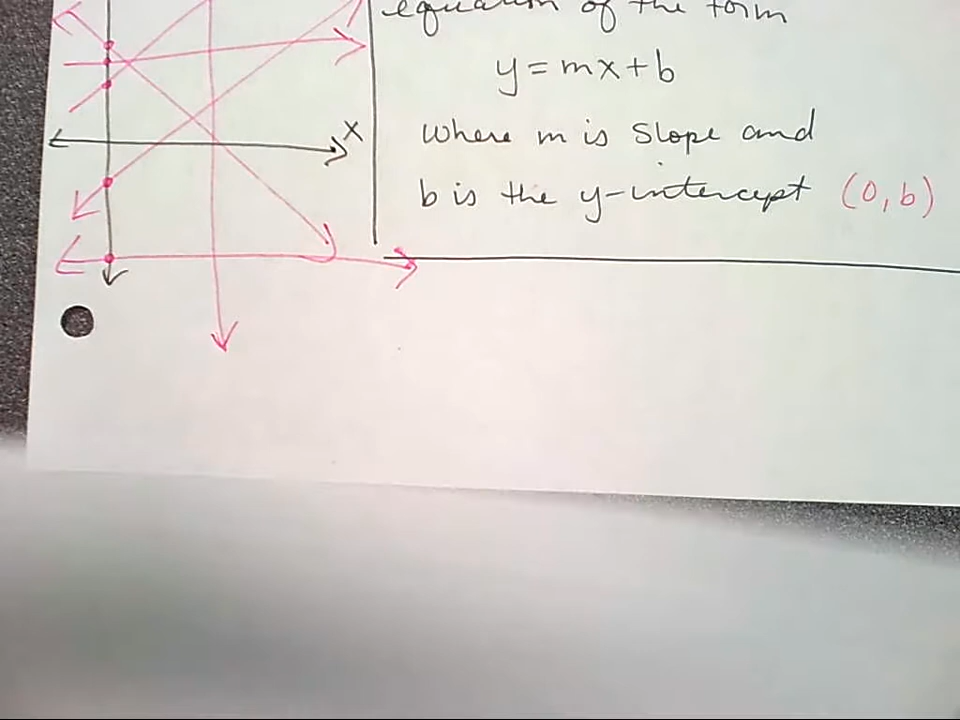 equation of the form
y = mx + b
x
where m is slope and
b is the y-intercept (0, b)